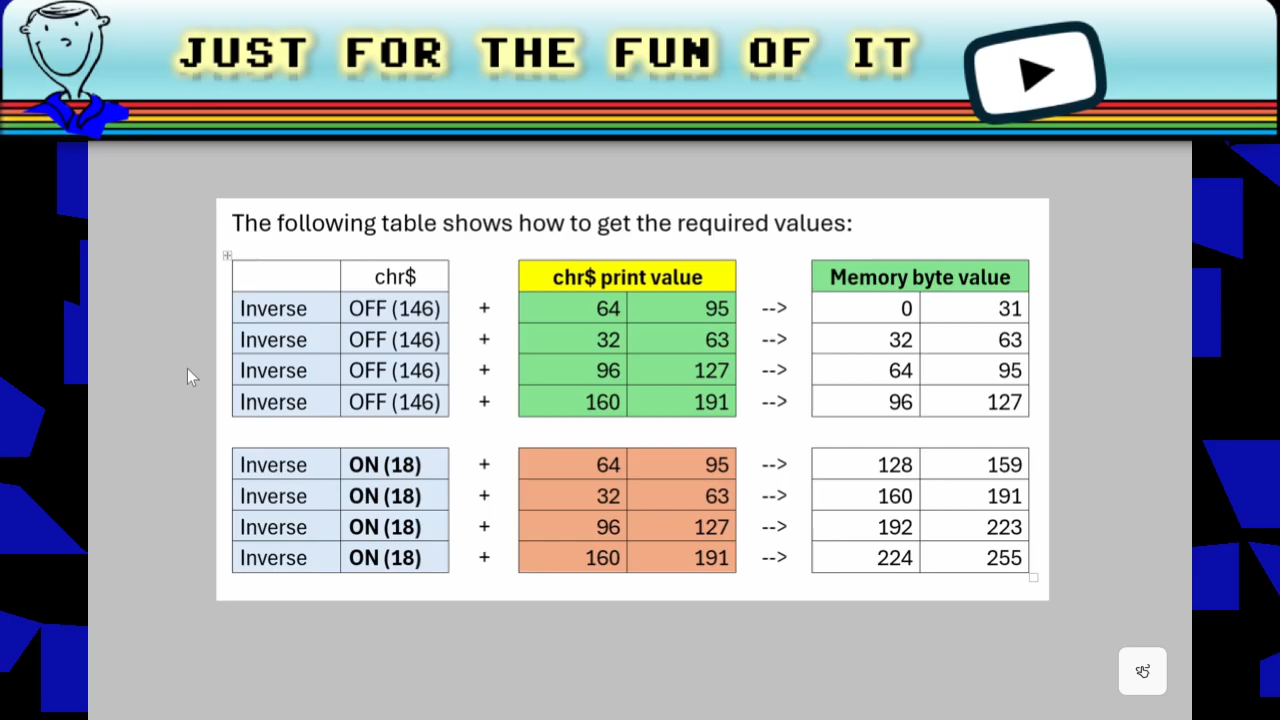 JUST FOR THE FUN OF IT
The following table shows how to get the required values:
chr$ chr$ print value Memory byte value
Inverse OFF (146) + 64 95 --> 0 31
Inverse OFF (146) + 32 63 --> 32 63
Inverse OFF (146) + 96 127 --> 64 95
Inverse OFF (146) + 160 191 --> 96 127
Inverse ON (18) + 64 95 --> 128 159
Inverse ON (18) + 32 63 --> 160 191
Inverse ON (18) + 96 127 --> 192 223
Inverse ON (18) + 160 191 --> 224 255